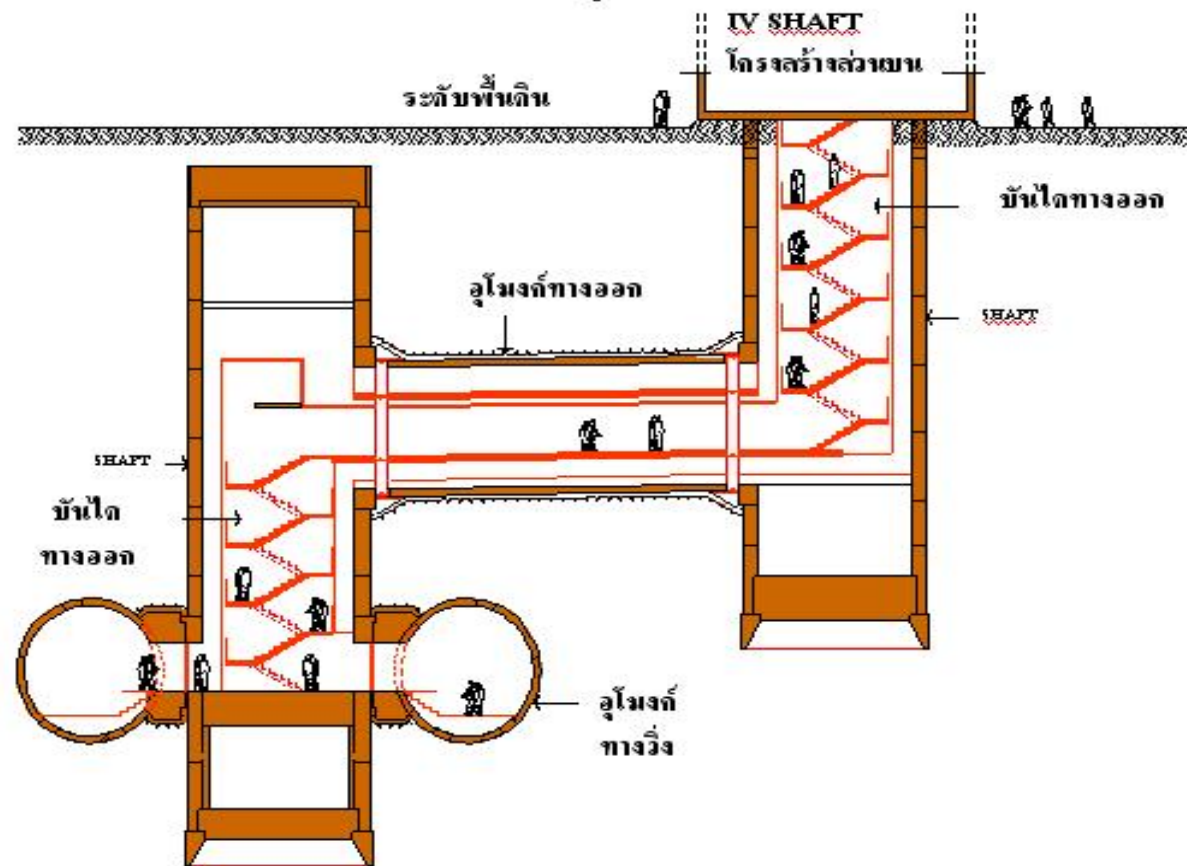 IV SHAFT
โครงสร้างส่วนบน
ระดับพื้นดิน
บันไดทางออก
อุโมงค์ทางออก
SHAFT
SHAFT
บันได
ทางออก
อุโมงค์
ทางวิ่ง